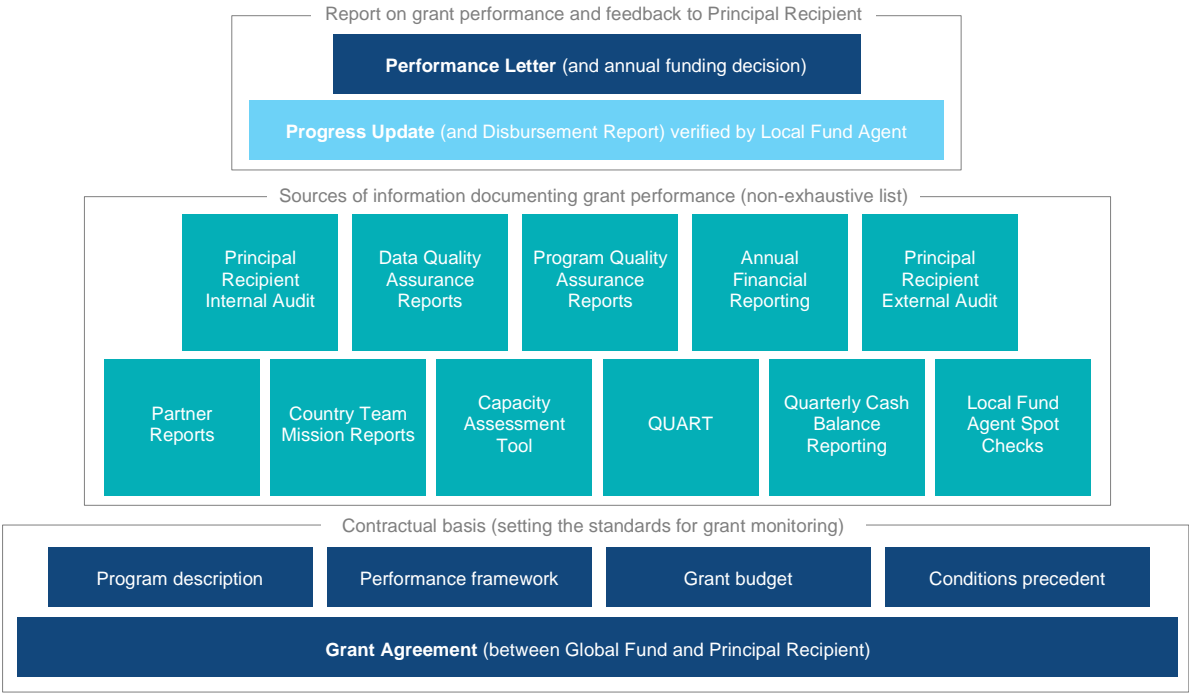 Report on grant performance and feedback to Principal Recipient
Performance Letter (and annual funding decision)
Progress Update (and Disbursement Report) verified by Local Fund Agent
Sources of information documenting grant performance (non-exhaustive list)
Principal
Recipient
Internal Audit
Data Quality
Assurance
Reports
Program Quality
Assurance
Reports
Annual
Financial
Reporting
Principal
Recipient
External Audit
Partner
Reports
Country Team
Mission Reports
Capacity
Assessment
Tool
QUART
Quarterly Cash
Balance
Reporting
Local Fund
Agent Spot
Checks
Contractual basis (setting the standards for grant monitoring)
Program description
Performance framework
Grant budget
Conditions precedent
Grant Agreement (between Global Fund and Principal Recipient)